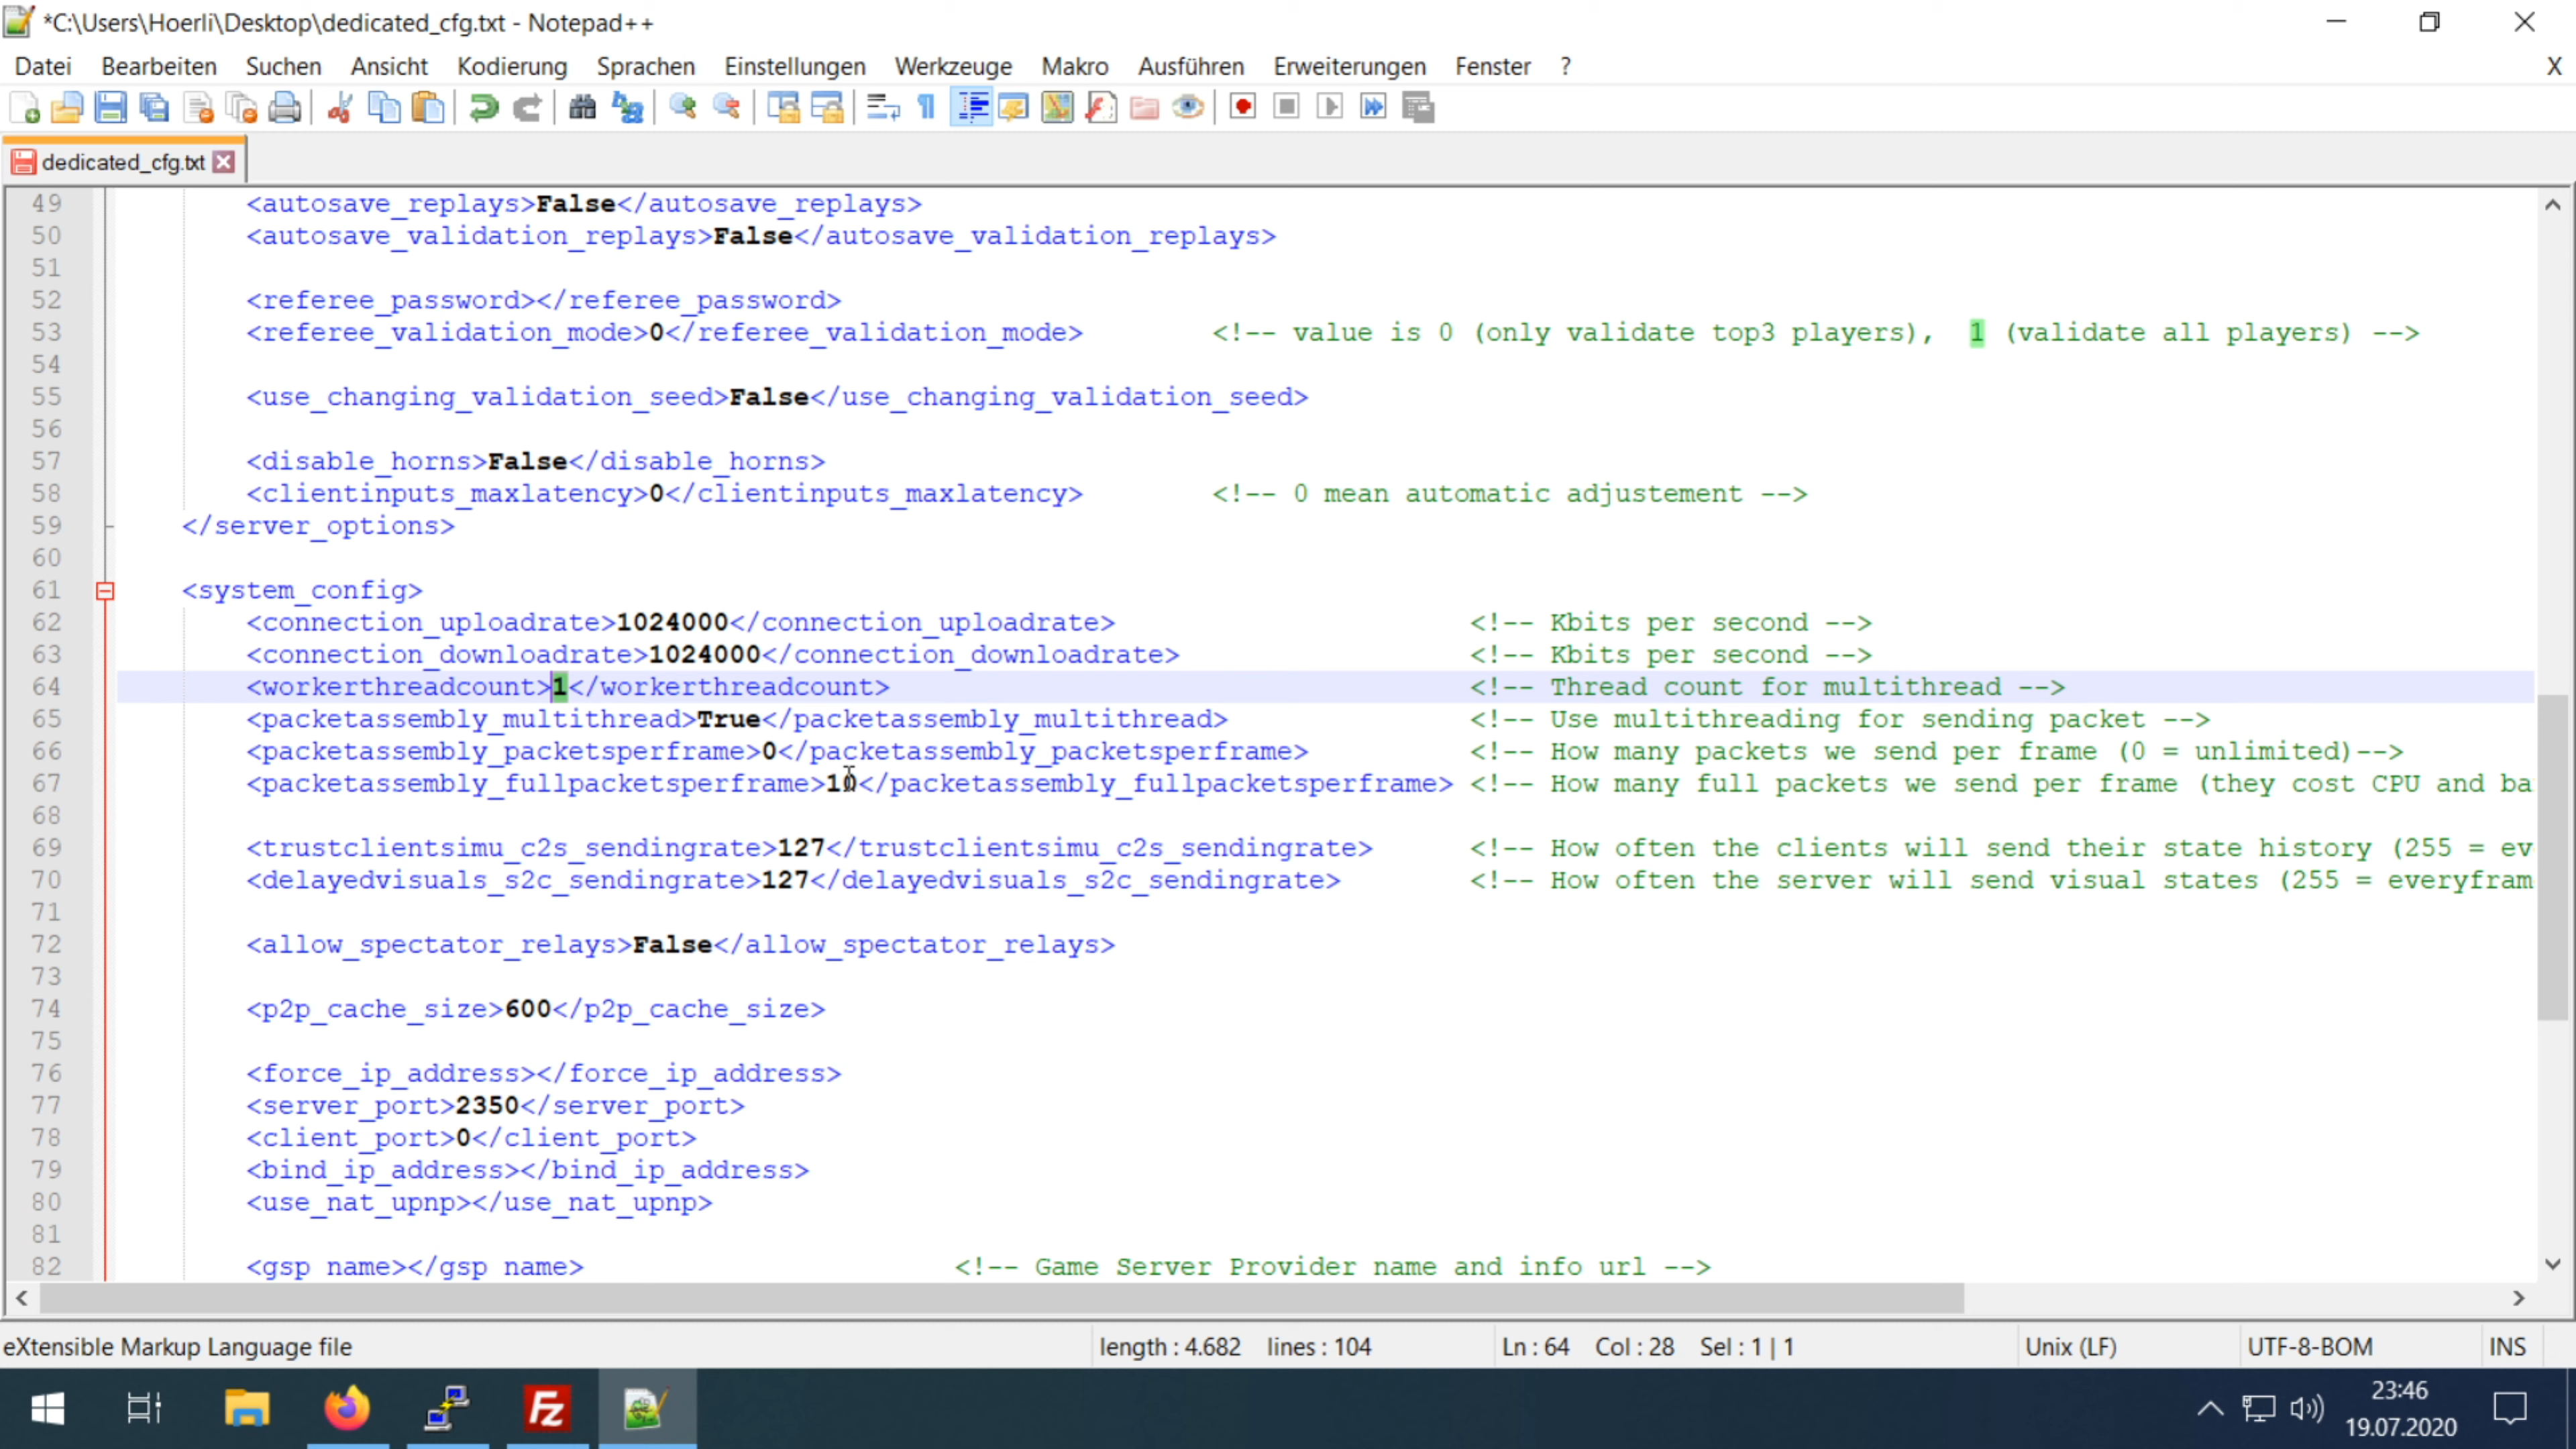 *C:\Users\Hoerli\Desktop\dedicated_cfg.txt - Notepad++
Datei Bearbeiten Suchen Ansicht Kodierung Sprachen Einstellungen Werkzeuge Makro Ausführen Erweiterungen Fenster ? X
dedicated_cfg.txt
49 <autosave_replays>False</autosave_replays>
50 <autosave_validation_replays>False</autosave_validation_replays>
51
52 <referee_password></referee_password>
53 <referee_validation_mode>0</referee_validation_mode> <!-- value is 0 (only validate top3 players), 1 (validate all players) -->
54
55 <use_changing_validation_seed>False</use_changing_validation_seed>
56
57 <disable_horns>False</disable_horns>
58 <clientinputs_maxlatency>0</clientinputs_maxlatency> <!-- 0 mean automatic adjustement -->
59 </server_options>
60
61 <system_config>
62 <connection_uploadrate>1024000</connection_uploadrate> <!-- Kbits per second -->
63 <connection_downloadrate>1024000</connection_downloadrate> <!-- Kbits per second -->
64 <workerthreadcount>1</workerthreadcount> <!-- Thread count for multithread -->
65 <packetassembly_multithread>True</packetassembly_multithread> <!-- Use multithreading for sending packet -->
66 <packetassembly_packetsperframe>0</packetassembly_packetsperframe> <!-- How many packets we send per frame (0 = unlimited)-->
67 <packetassembly_fullpacketsperframe>10</packetassembly_fullpacketsperframe> <!-- How many full packets we send per frame (they cost CPU and ba
68
69 <trustclientsimu_c2s_sendingrate>127</trustclientsimu_c2s_sendingrate> <!-- How often the clients will send their state history (255 = ev
70 <delayedvisuals_s2c_sendingrate>127</delayedvisuals_s2c_sendingrate> <!-- How often the server will send visual states (255 = everyfram
71
72 <allow_spectator_relays>False</allow_spectator_relays>
73
74 <p2p_cache_size>600</p2p_cache_size>
75
76 <force_ip_address></force_ip_address>
77 <server_port>2350</server_port>
78 <client_port>0</client_port>
79 <bind_ip_address></bind_ip_address>
80 <use_nat_upnp></use_nat_upnp>
81
82 <gsp_name></gsp_name> <!-- Game Server Provider name and info url -->
eXtensible Markup Language file length : 4.682 lines : 104 Ln : 64 Col : 28 Sel : 1 | 1 Unix (LF) UTF-8-BOM INS
23:46
19.07.2020